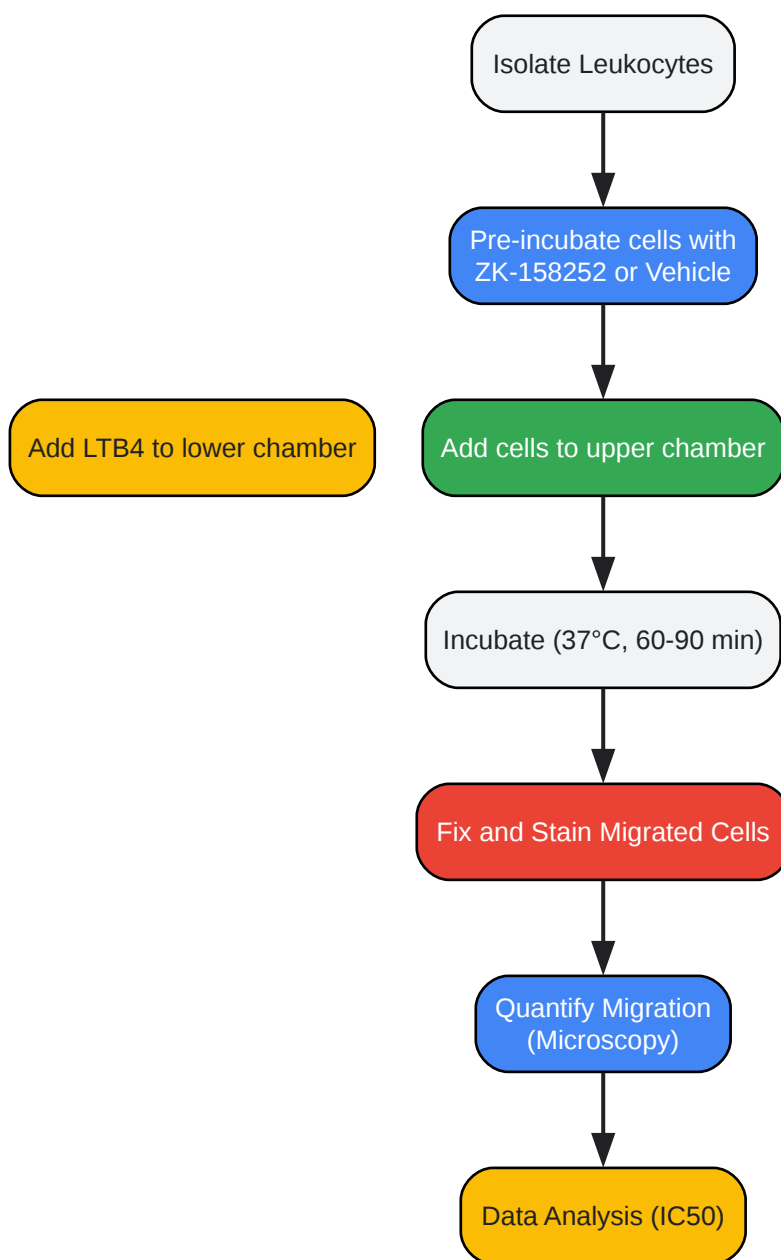 Isolate Leukocytes
Pre-incubate cells with
ZK-158252 or Vehicle
Add LTB4 to lower chamber
Add cells to upper chamber
Incubate (37°C, 60-90 min)
Fix and Stain Migrated Cells
Quantify Migration
(Microscopy)
Data Analysis (IC50)